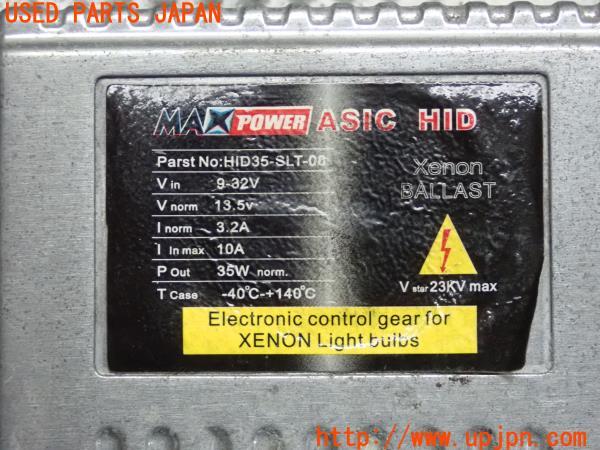 USED PARTS JAPAN
MAXPOWER ASIC HID
Parst No:HID35-SLT-06
V in 9-32V
V norm 13.5v
I norm 3.2A
I In max 10A
P Out 35W norm.
T Case -40°C-+140°C
Xenon
BALLAST
V star 23KV max
Electronic control gear for
XENON Light bulbs
http://www.upjpn.com